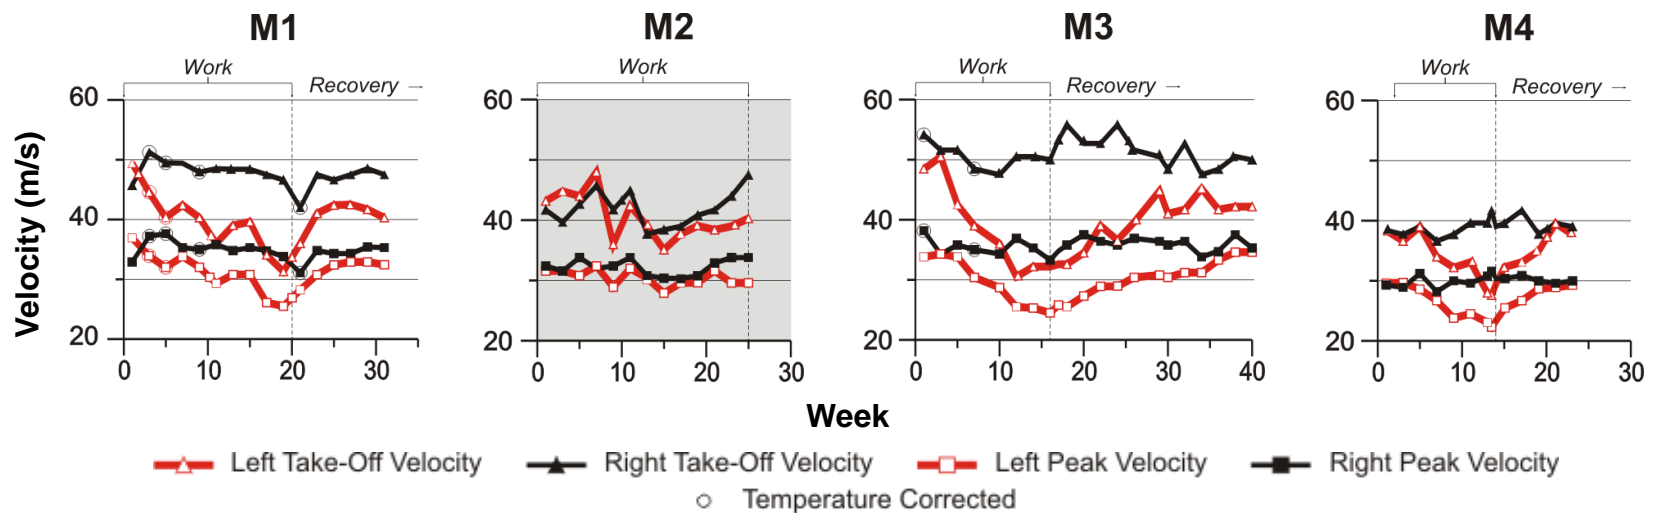 M1 M2 M3 M4
Work Work Work Work
Recovery → Recovery → Recovery →
60 60 60 60
40 40 40 40
20 20 20 20
0 10 20 30 0 10 20 30 0 10 20 30 40 0 10 20 30
Velocity (m/s)
Week
Left Take-Off Velocity Right Take-Off Velocity Left Peak Velocity Right Peak Velocity
Temperature Corrected